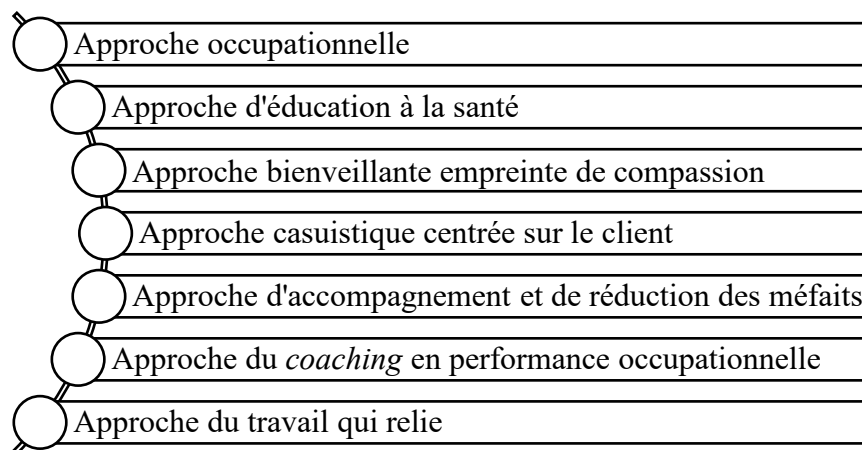 Approche occupationnelle
Approche d'éducation à la santé
Approche bienveillante empreinte de compassion
Approche casuistique centrée sur le client
Approche d'accompagnement et de réduction des méfaits
Approche du coaching en performance occupationnelle
Approche du travail qui relie